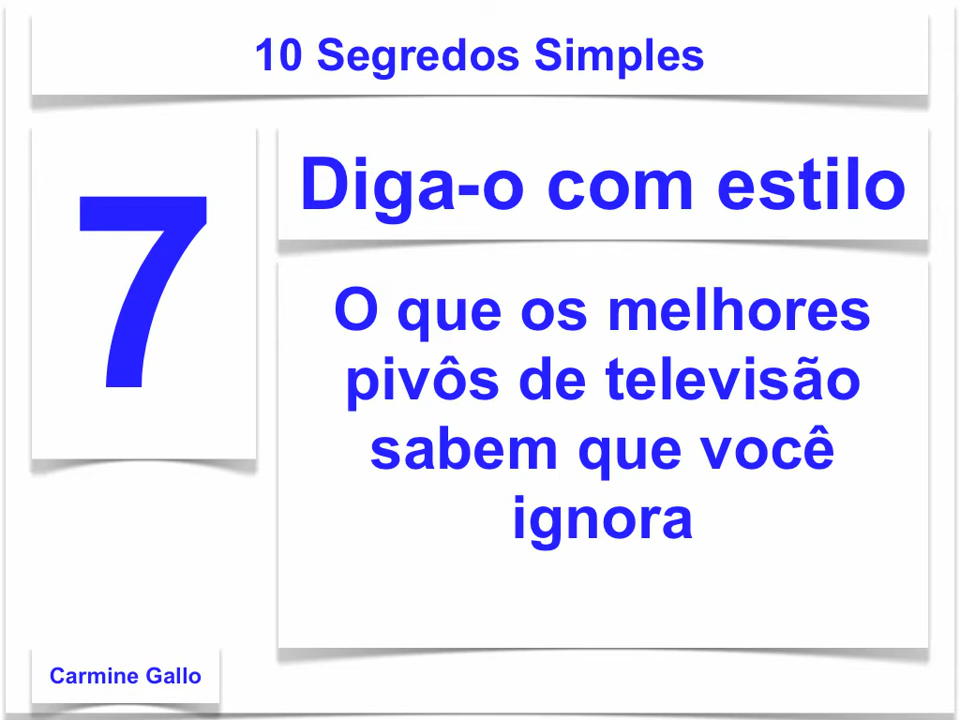 10 Segredos Simples
7
Diga-o com estilo
O que os melhores
pivôs de televisão
sabem que você
ignora
Carmine Gallo